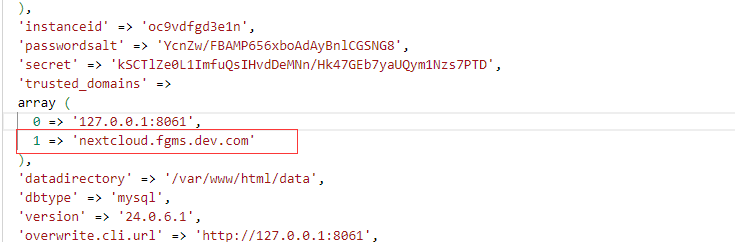 ),
'instanceid' => 'oc9vdfgd3e1n',
'passwordsalt' => 'YcnZw/FBAMP656xboAdAyBnlCGSNG8',
'secret' => 'kSCTlZe0L1ImfuQsIHvdDeMNn/Hk47GEb7yaUQym1Nzs7PTD',
'trusted_domains' =>
array (
0 => '127.0.0.1:8061',
1 => 'nextcloud.fgms.dev.com'
),
'datadirectory' => '/var/www/html/data',
'dbtype' => 'mysql',
'version' => '24.0.6.1',
'overwrite.cli.url' => 'http://127.0.0.1:8061',